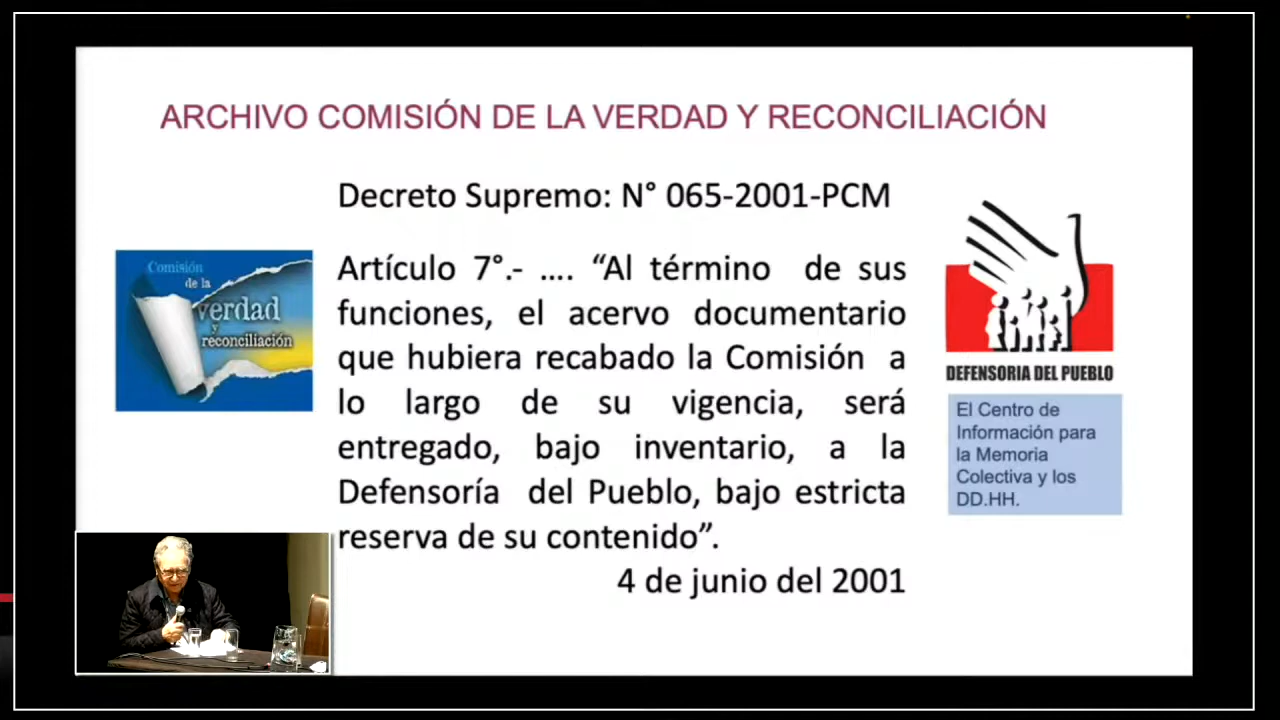 ARCHIVO COMISIÓN DE LA VERDAD Y RECONCILIACIÓN
Decreto Supremo: N° 065-2001-PCM
Comisión
de la
verdad
y
reconciliación
Artículo 7°.- .... “Al término de sus
funciones, el acervo documentario
que hubiera recabado la Comisión a
lo largo de su vigencia, será
entregado, bajo inventario, a la
Defensoría del Pueblo, bajo estricta
reserva de su contenido”.
4 de junio del 2001
DEFENSORIA DEL PUEBLO
El Centro de
Información para
la Memoria
Colectiva y los
DD.HH.